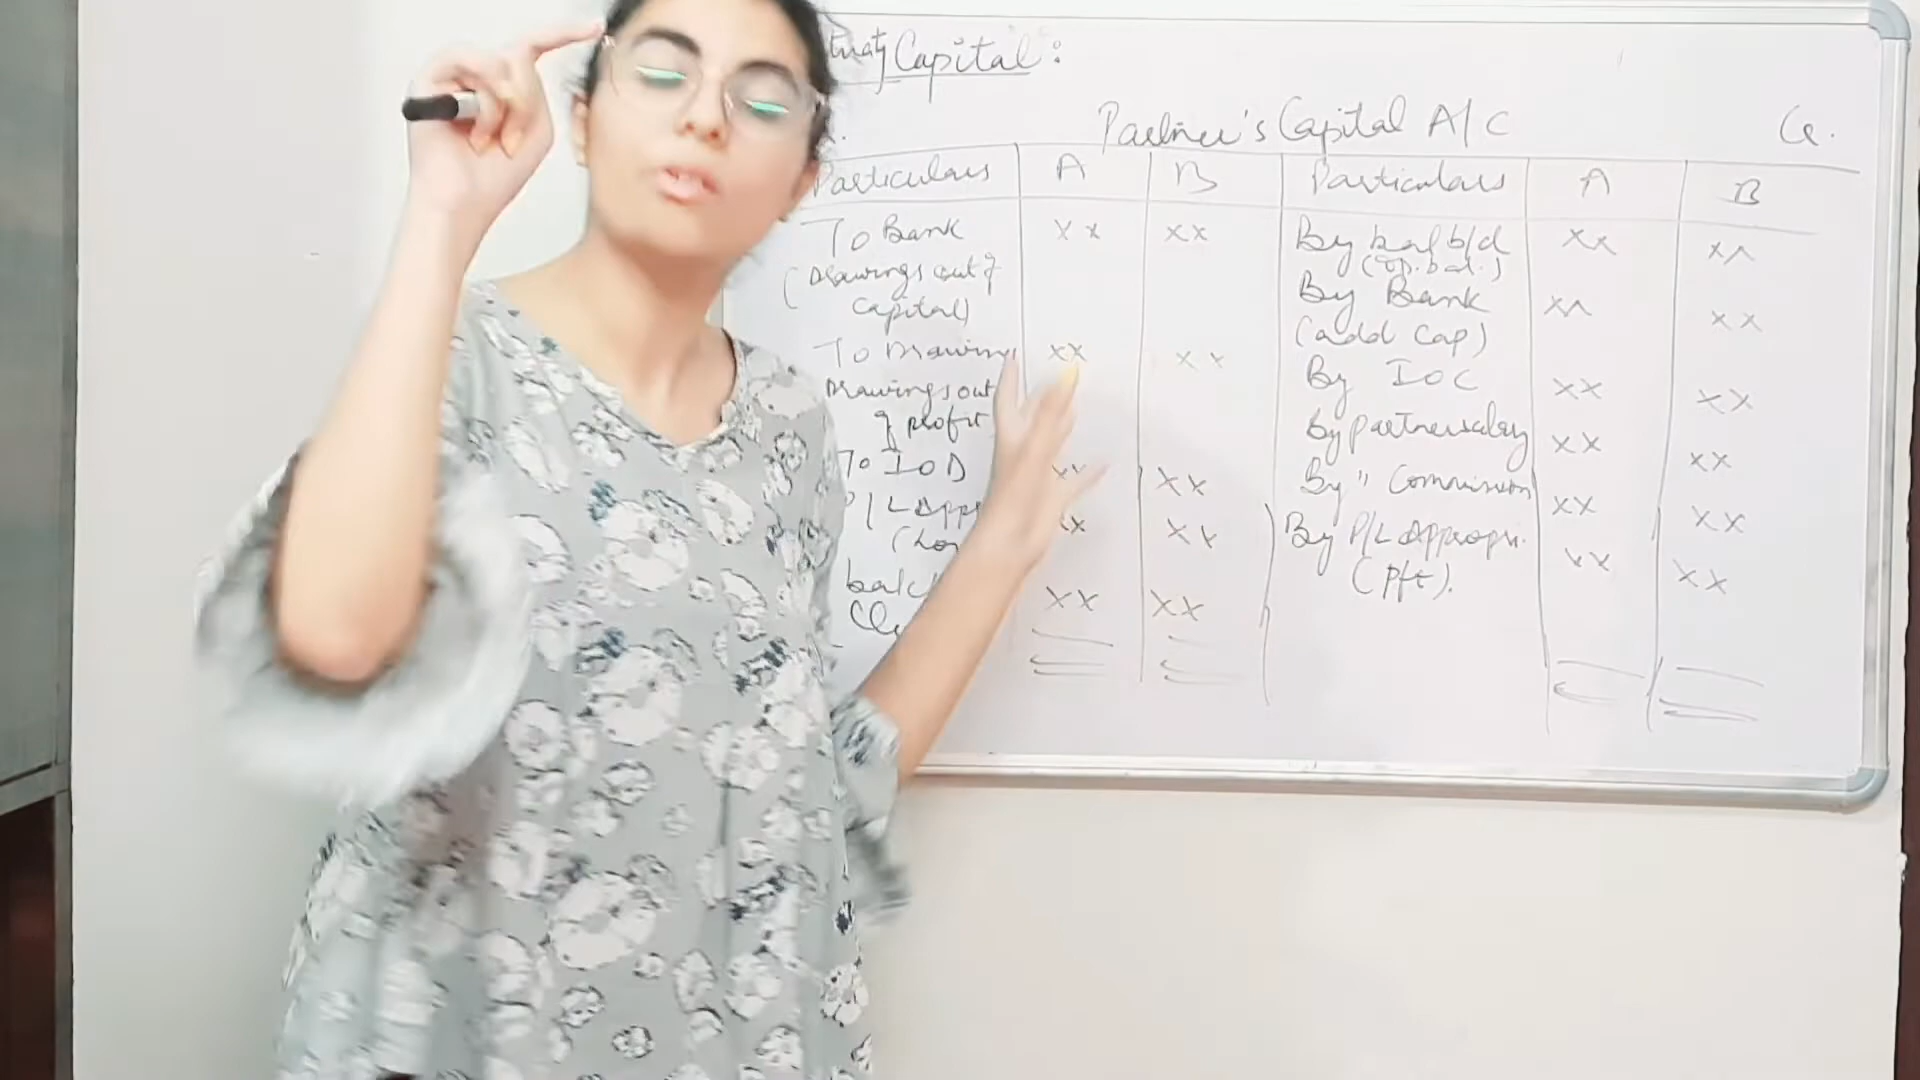 Capital :
Partner's Capital A/C Cr.
Particulars A B Particulars A B
To Bank xx xx By bal b/d xx xx
(Drawings out of (op. bal.)
capital) By Bank xx xx
(add cap)
To Drawings xx xx By IOC xx xx
Drawings out
of profit By partner salary xx xx
To IOD xx xx By " Commission xx xx
P/L App xx xx By P/L Appropri. xx xx
(pft).
xx xx